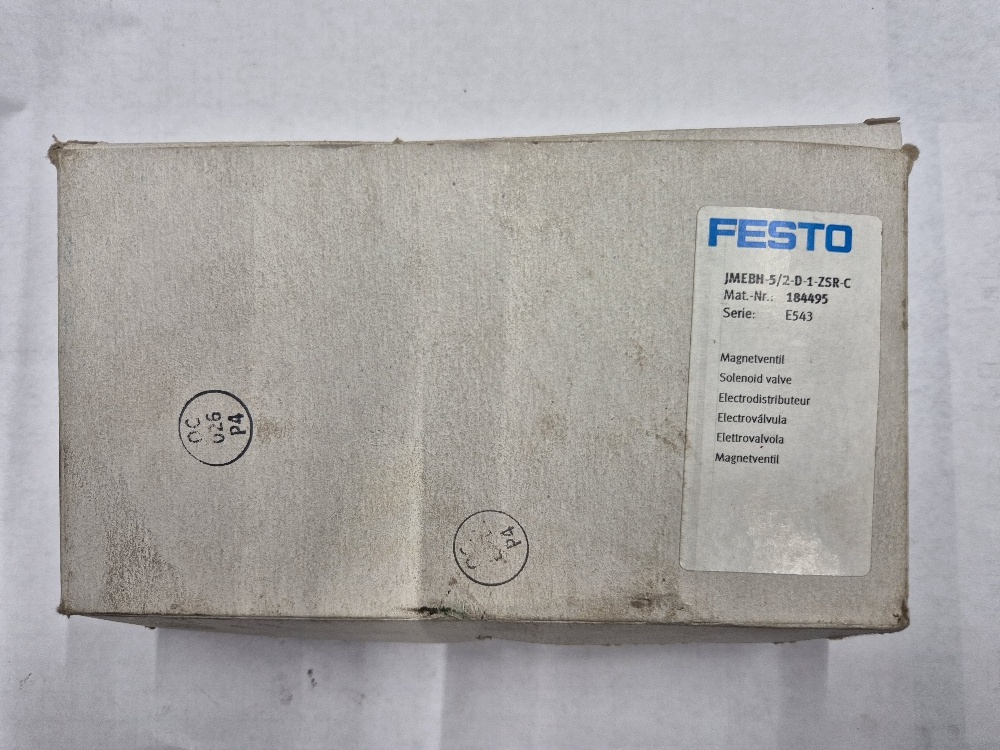 FESTO
JMEBH-5/2-D-1-ZSR-C
Mat.-Nr.: 184495
Serie: E543
Magnetventil
Solenoid valve
Electrodistributeur
Electroválvula
Elettrovalvola
Magnetventil
OC
026
P4
P4